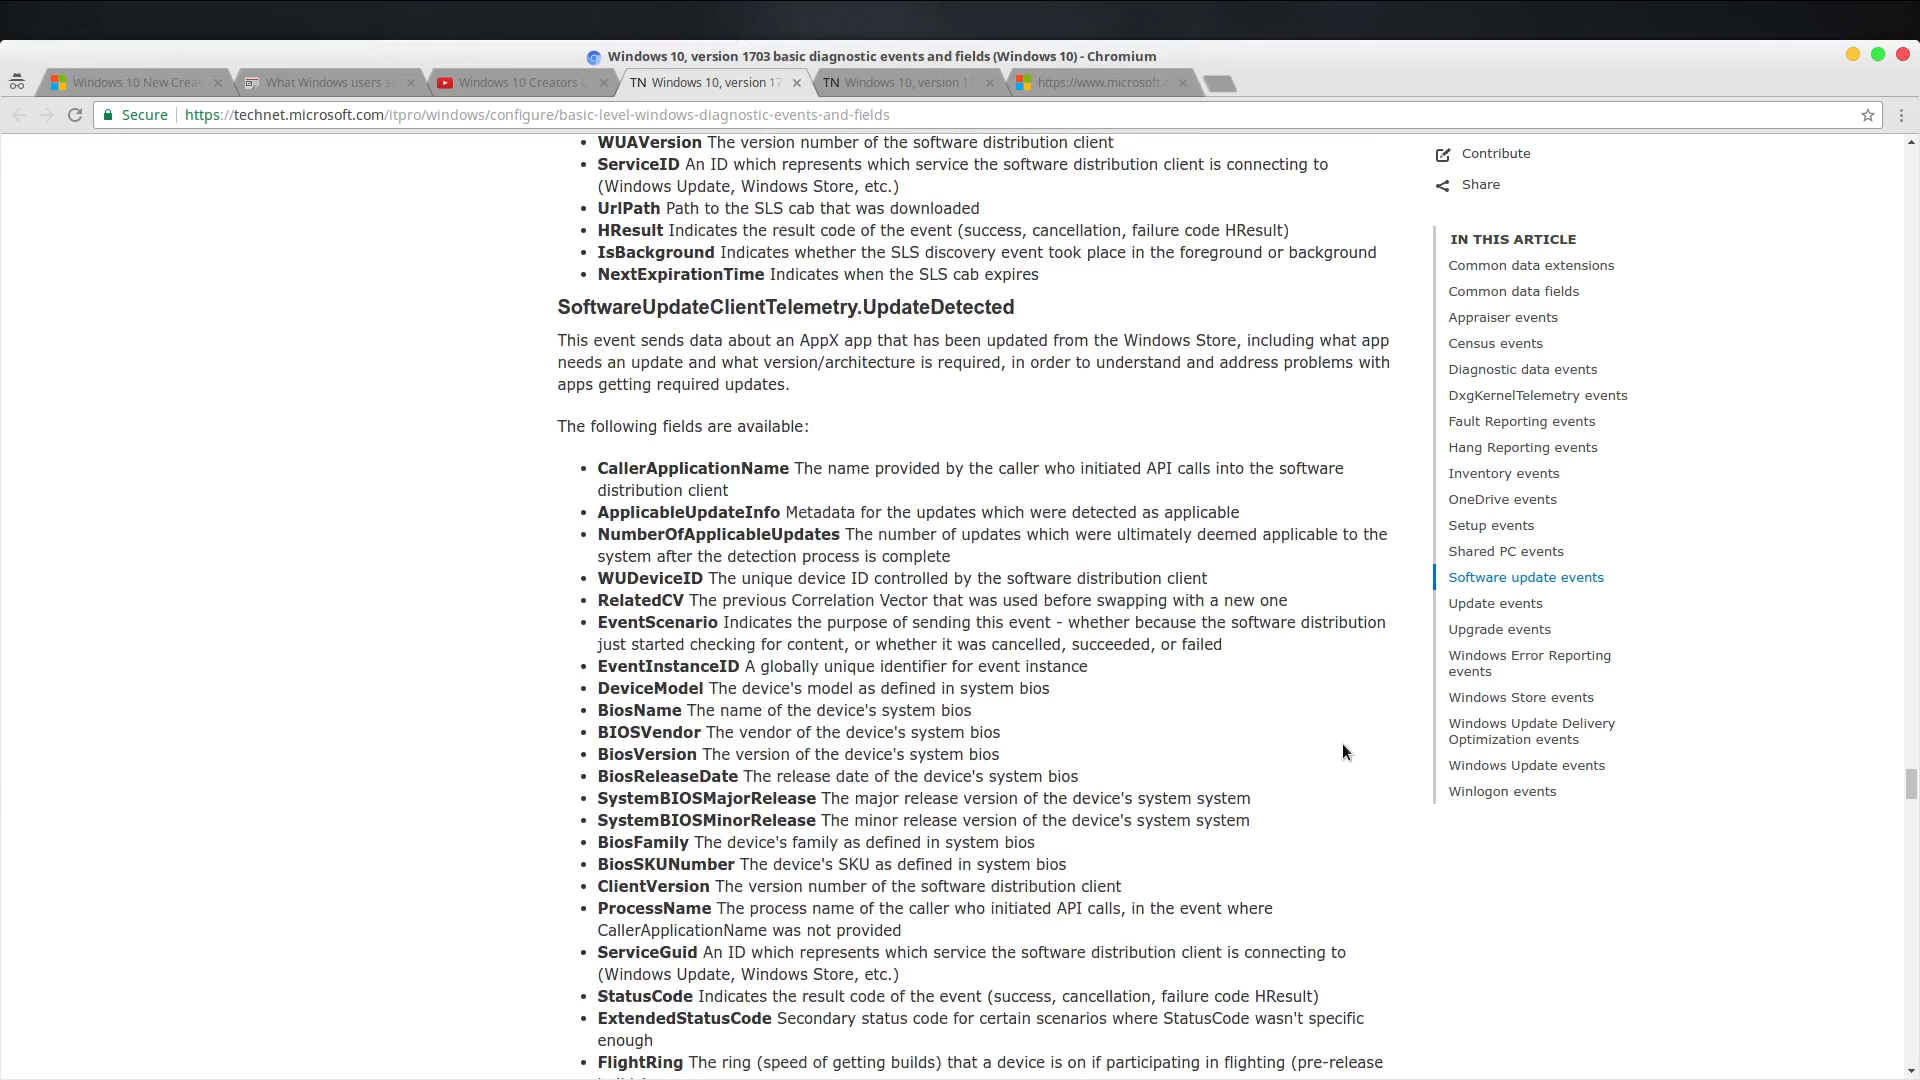 Windows 10, version 1703 basic diagnostic events and fields (Windows 10) - Chromium
Windows 10 New Creat
What Windows users s
Windows 10 Creators U
TN Windows 10, version 17
TN Windows 10, version 17
https://www.microsoft.c
Secure https://technet.microsoft.com/itpro/windows/configure/basic-level-windows-diagnostic-events-and-fields
• WUAVersion The version number of the software distribution client
• ServiceID An ID which represents which service the software distribution client is connecting to
(Windows Update, Windows Store, etc.)
• UrlPath Path to the SLS cab that was downloaded
• HResult Indicates the result code of the event (success, cancellation, failure code HResult)
• IsBackground Indicates whether the SLS discovery event took place in the foreground or background
• NextExpirationTime Indicates when the SLS cab expires
SoftwareUpdateClientTelemetry.UpdateDetected
This event sends data about an AppX app that has been updated from the Windows Store, including what app
needs an update and what version/architecture is required, in order to understand and address problems with
apps getting required updates.
The following fields are available:
• CallerApplicationName The name provided by the caller who initiated API calls into the software
distribution client
• ApplicableUpdateInfo Metadata for the updates which were detected as applicable
• NumberOfApplicableUpdates The number of updates which were ultimately deemed applicable to the
system after the detection process is complete
• WUDeviceID The unique device ID controlled by the software distribution client
• RelatedCV The previous Correlation Vector that was used before swapping with a new one
• EventScenario Indicates the purpose of sending this event - whether because the software distribution
just started checking for content, or whether it was cancelled, succeeded, or failed
• EventInstanceID A globally unique identifier for event instance
• DeviceModel The device's model as defined in system bios
• BiosName The name of the device's system bios
• BIOSVendor The vendor of the device's system bios
• BiosVersion The version of the device's system bios
• BiosReleaseDate The release date of the device's system bios
• SystemBIOSMajorRelease The major release version of the device's system system
• SystemBIOSMinorRelease The minor release version of the device's system system
• BiosFamily The device's family as defined in system bios
• BiosSKUNumber The device's SKU as defined in system bios
• ClientVersion The version number of the software distribution client
• ProcessName The process name of the caller who initiated API calls, in the event where
CallerApplicationName was not provided
• ServiceGuid An ID which represents which service the software distribution client is connecting to
(Windows Update, Windows Store, etc.)
• StatusCode Indicates the result code of the event (success, cancellation, failure code HResult)
• ExtendedStatusCode Secondary status code for certain scenarios where StatusCode wasn't specific
enough
• FlightRing The ring (speed of getting builds) that a device is on if participating in flighting (pre-release
Contribute
Share
IN THIS ARTICLE
Common data extensions
Common data fields
Appraiser events
Census events
Diagnostic data events
DxgKernelTelemetry events
Fault Reporting events
Hang Reporting events
Inventory events
OneDrive events
Setup events
Shared PC events
Software update events
Update events
Upgrade events
Windows Error Reporting
events
Windows Store events
Windows Update Delivery
Optimization events
Windows Update events
Winlogon events